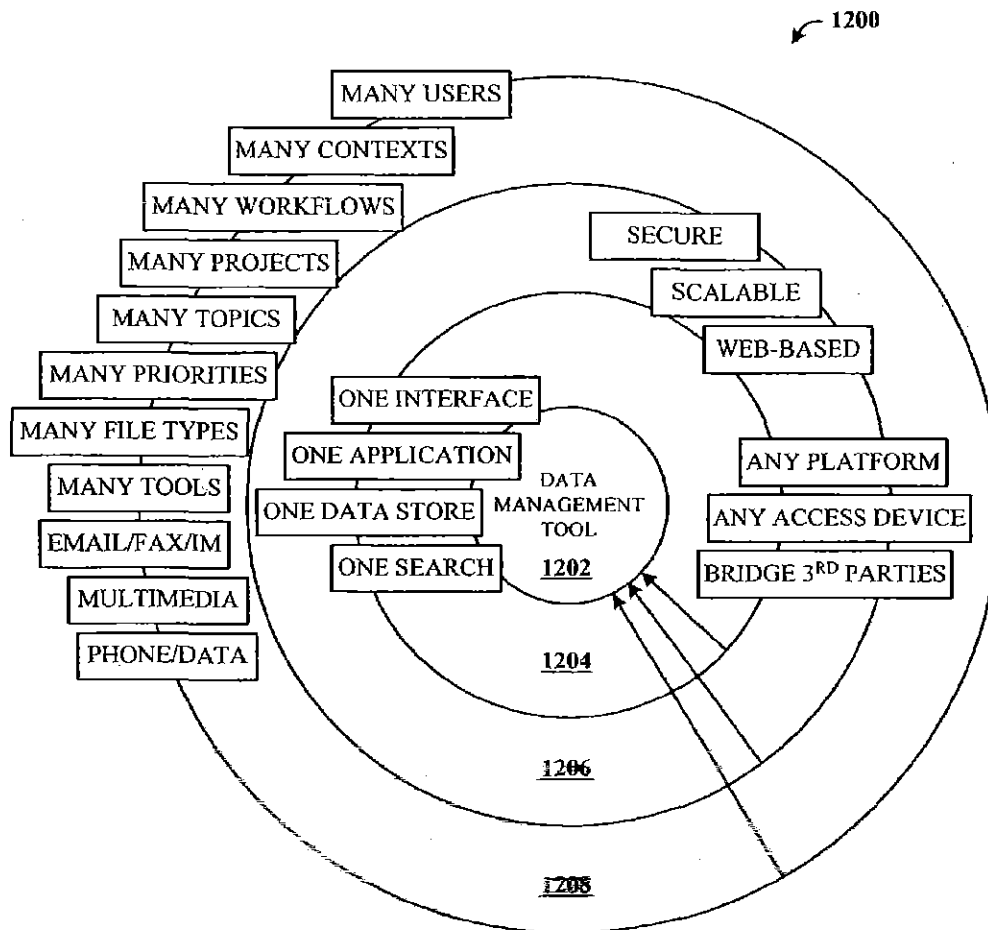 1200
MANY USERS
MANY CONTEXTS
MANY WORKFLOWS
MANY PROJECTS
MANY TOPICS
MANY PRIORITIES
MANY FILE TYPES
MANY TOOLS
EMAIL/FAX/IM
MULTIMEDIA
PHONE/DATA
SECURE
SCALABLE
WEB-BASED
ANY PLATFORM
ANY ACCESS DEVICE
BRIDGE 3RD PARTIES
ONE INTERFACE
ONE APPLICATION
ONE DATA STORE
ONE SEARCH
DATA
MANAGEMENT
TOOL
1202
1204
1206
1208